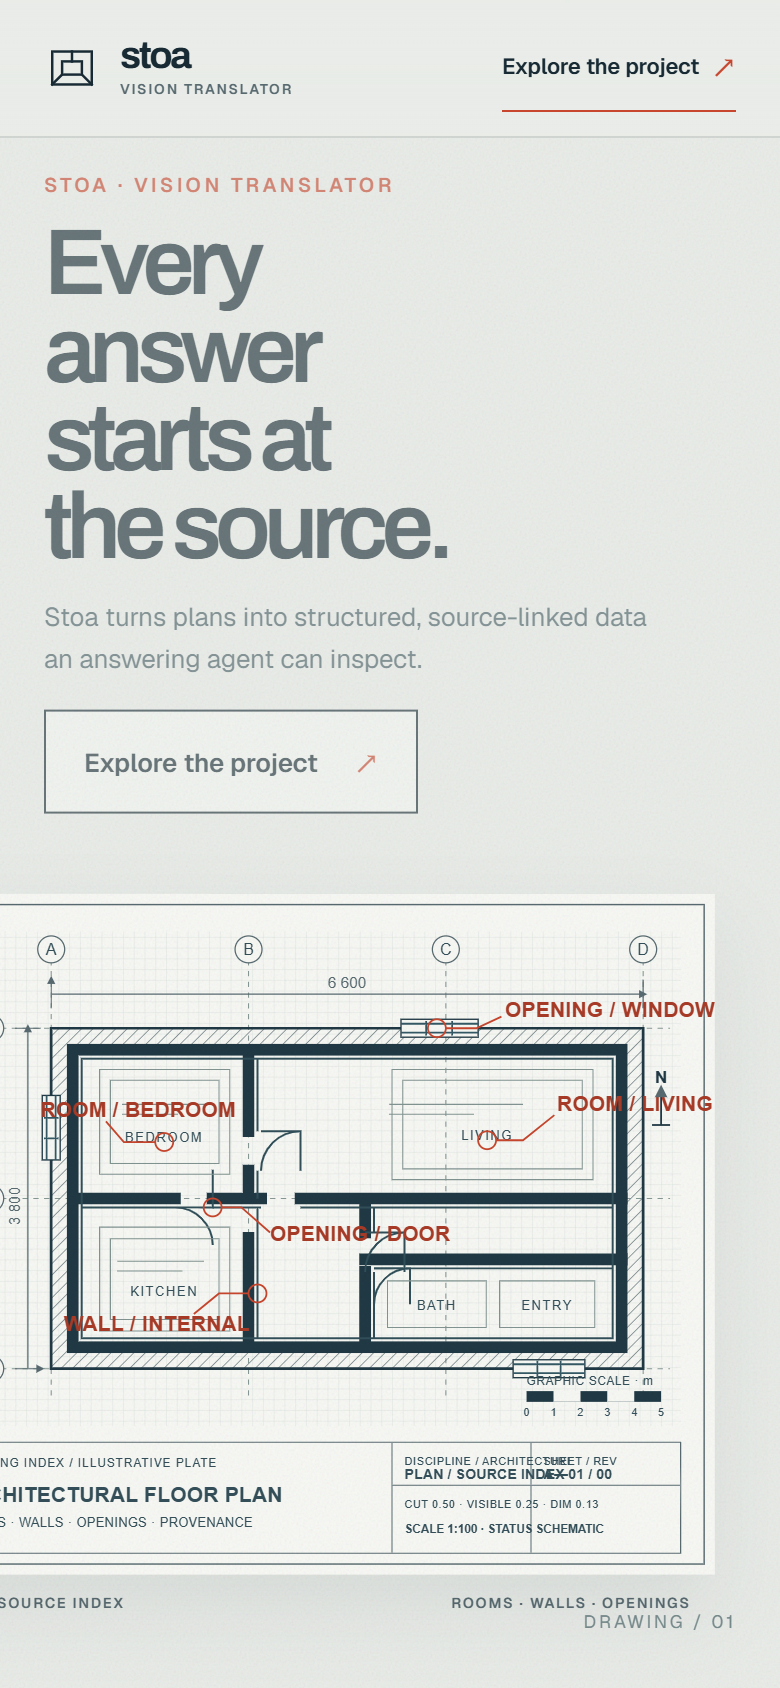 stoa
VISION TRANSLATOR
Explore the project ↗
STOA · VISION TRANSLATOR
Every
answer
starts at
the source.
Stoa turns plans into structured, source-linked data
an answering agent can inspect.
Explore the project ↗
A B C D
6 600
OPENING / WINDOW
N
ROOM / BEDROOM
ROOM / LIVING
BEDROOM
LIVING
3 800
OPENING / DOOR
KITCHEN
BATH
ENTRY
WALL / INTERNAL
GRAPHIC SCALE · m
0 1 2 3 4 5
NG INDEX / ILLUSTRATIVE PLATE
CHITECTURAL FLOOR PLAN
S · WALLS · OPENINGS · PROVENANCE
DISCIPLINE / ARCHITECTURE
SHEET / REV
PLAN / SOURCE INDEX
01 / 00
CUT 0.50 · VISIBLE 0.25 · DIM 0.13
SCALE 1:100 · STATUS SCHEMATIC
SOURCE INDEX
ROOMS · WALLS · OPENINGS
DRAWING / 01